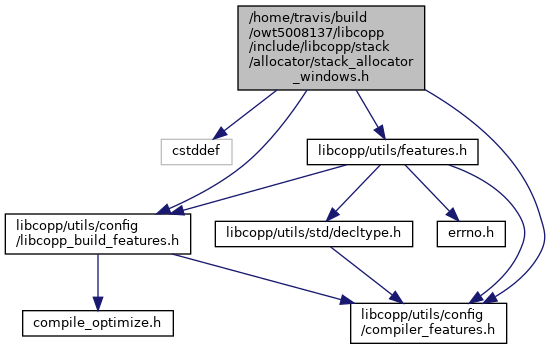 /home/travis/build
/owt5008137/libcopp
/include/libcopp/stack
/allocator/stack_allocator
_windows.h
cstddef
libcopp/utils/features.h
libcopp/utils/config
/libcopp_build_features.h
libcopp/utils/std/decltype.h
errno.h
compile_optimize.h
libcopp/utils/config
/compiler_features.h